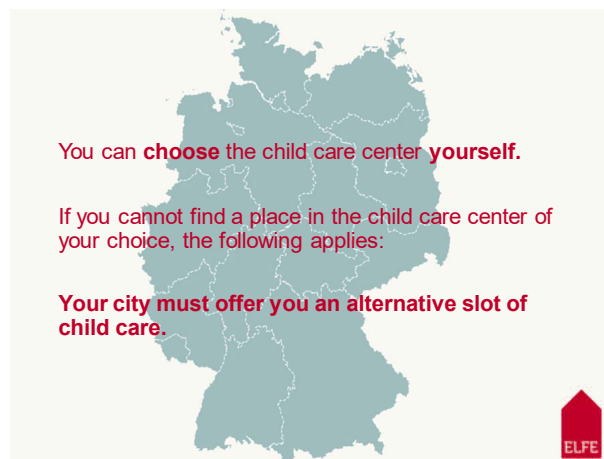 You can choose the child care center yourself.
If you cannot find a place in the child care center of
your choice, the following applies:
Your city must offer you an alternative slot of
child care.
ELFE